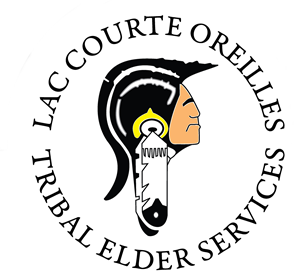 LAC COURTE OREILLES
TRIBAL ELDER SERVICES